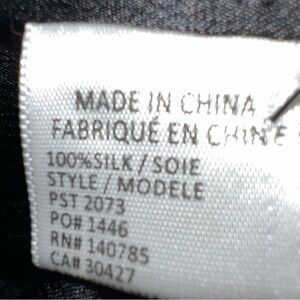 MADE IN CHINA
FABRIQUÉ EN CHINE
100%SILK / SOIE
STYLE / MODELE
PST 2073
PO# 1446
RN# 140785
CA# 30427